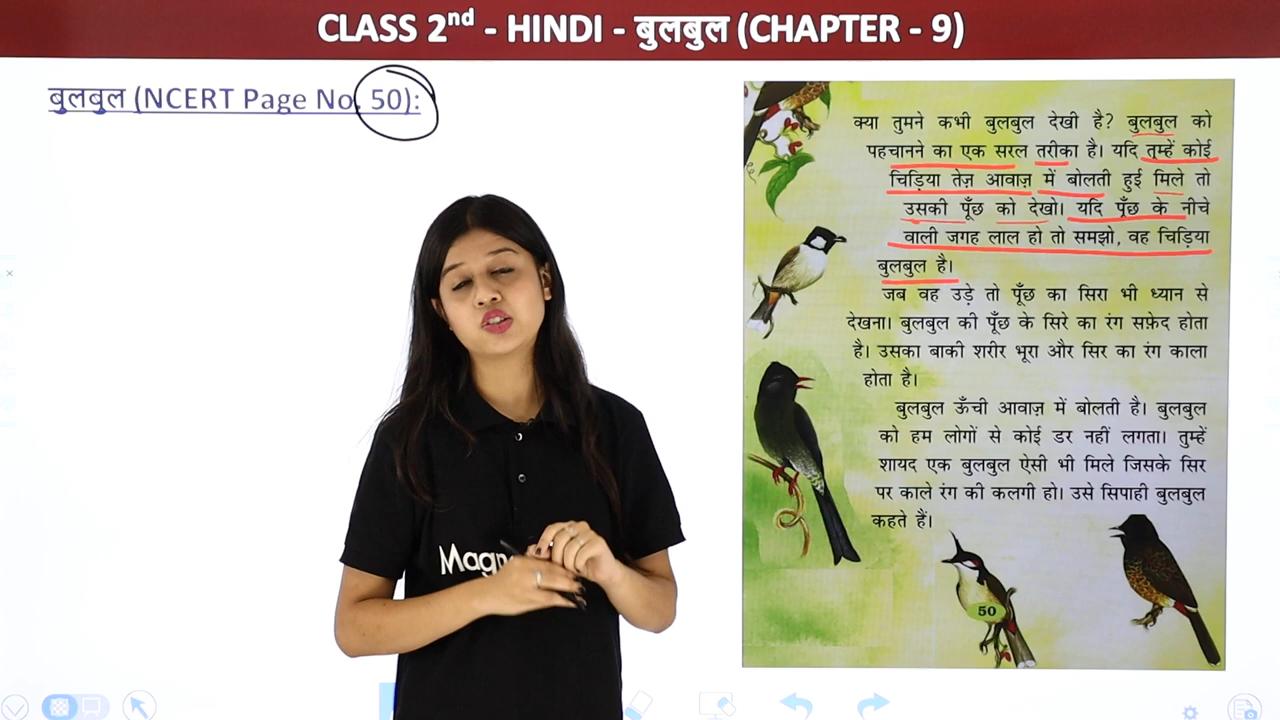 CLASS 2nd - HINDI - बुलबुल (CHAPTER - 9)
बुलबुल (NCERT Page No. 50):
क्या तुमने कभी बुलबुल देखी है? बुलबुल को
पहचानने का एक सरल तरीका है। यदि तुम्हें कोई
चिड़िया तेज़ आवाज़ में बोलती हुई मिले तो
उसकी पूँछ को देखो। यदि पूँछ के नीचे
वाली जगह लाल हो तो समझो, वह चिड़िया
बुलबुल है।
जब वह उड़े तो पूँछ का सिरा भी ध्यान से
देखना। बुलबुल की पूँछ के सिरे का रंग सफ़ेद होता
है। उसका बाकी शरीर भूरा और सिर का रंग काला
होता है।
बुलबुल ऊँची आवाज़ में बोलती है। बुलबुल
को हम लोगों से कोई डर नहीं लगता। तुम्हें
शायद एक बुलबुल ऐसी भी मिले जिसके सिर
पर काले रंग की कलगी हो। उसे सिपाही बुलबुल
कहते हैं।
50